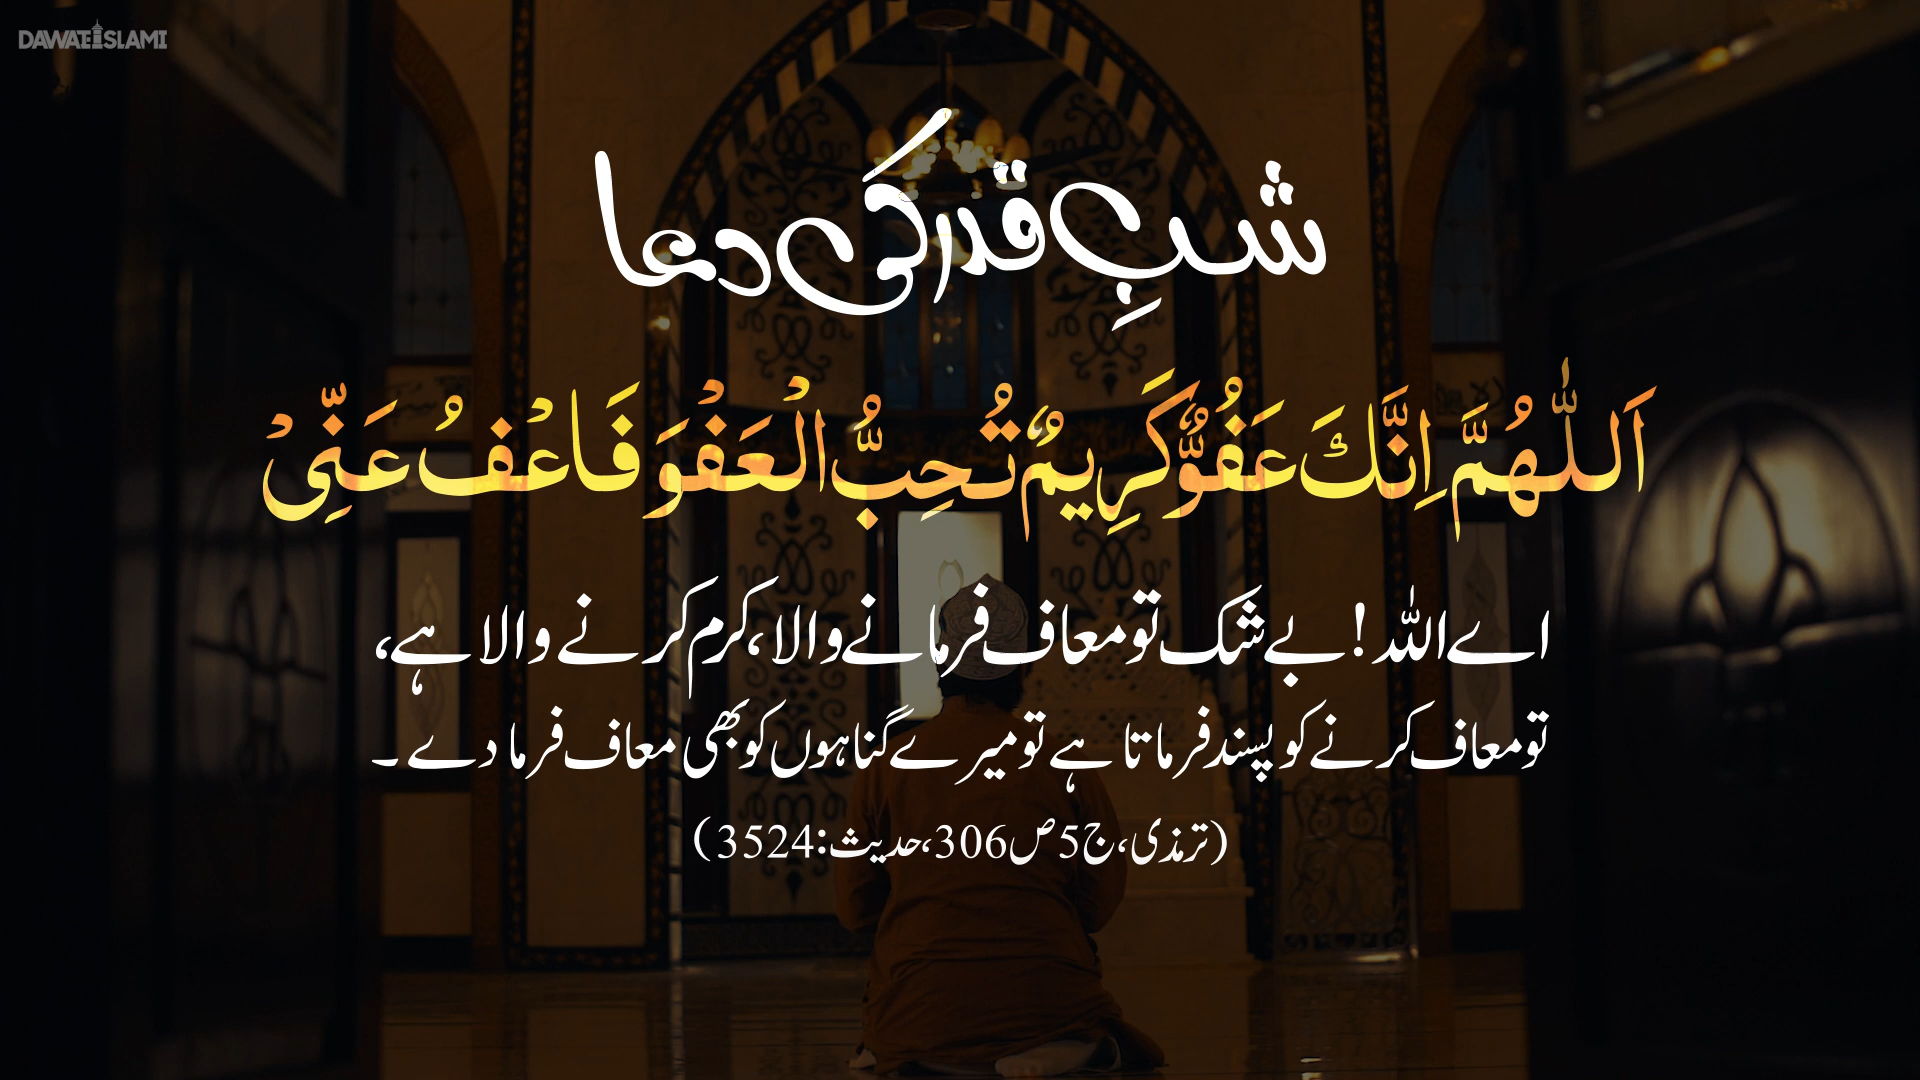 DAWATEISLAMI
شبِ قدر کی دعا
اَللّٰهُمَّ اِنَّكَ عَفُوٌّ كَرِيمٌ تُحِبُّ الْعَفْوَ فَاعْفُ عَنِّىْ
اے اللہ! بے شک تو معاف فرمانے والا، کرم کرنے والا ہے،
تو معاف کرنے کو پسند فرماتا ہے تو میرے گناہوں کو بھی معاف فرما دے۔
(ترمذی، ج5 ص306، حدیث:3524)